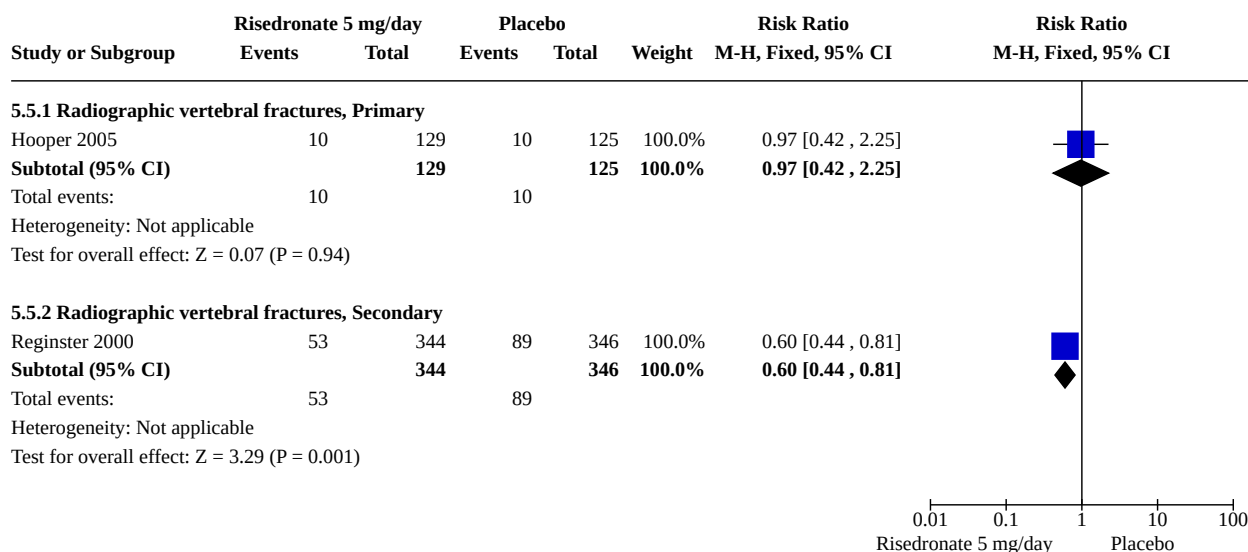 Risedronate 5 mg/day Placebo Risk Ratio Risk Ratio
Study or Subgroup Events Total Events Total Weight M-H, Fixed, 95% CI M-H, Fixed, 95% CI
5.5.1 Radiographic vertebral fractures, Primary
Hooper 2005 10 129 10 125 100.0% 0.97 [0.42 , 2.25]
Subtotal (95% CI) 129 125 100.0% 0.97 [0.42 , 2.25]
Total events: 10 10
Heterogeneity: Not applicable
Test for overall effect: Z = 0.07 (P = 0.94)
5.5.2 Radiographic vertebral fractures, Secondary
Reginster 2000 53 344 89 346 100.0% 0.60 [0.44 , 0.81]
Subtotal (95% CI) 344 346 100.0% 0.60 [0.44 , 0.81]
Total events: 53 89
Heterogeneity: Not applicable
Test for overall effect: Z = 3.29 (P = 0.001)
0.01 0.1 1 10 100
Risedronate 5 mg/day Placebo